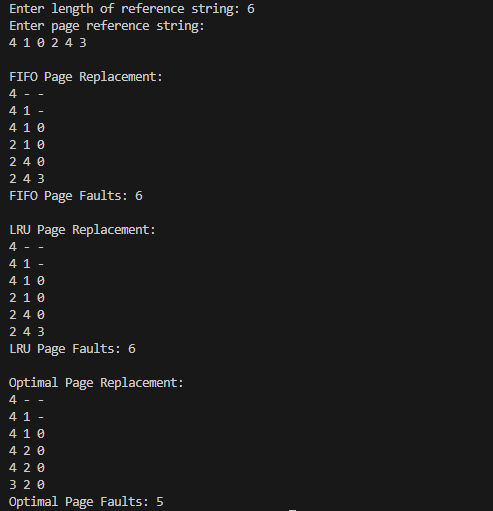 Enter length of reference string: 6
Enter page reference string:
4 1 0 2 4 3
FIFO Page Replacement:
4 - -
4 1 -
4 1 0
2 1 0
2 4 0
2 4 3
FIFO Page Faults: 6
LRU Page Replacement:
4 - -
4 1 -
4 1 0
2 1 0
2 4 0
2 4 3
LRU Page Faults: 6
Optimal Page Replacement:
4 - -
4 1 -
4 1 0
4 2 0
4 2 0
3 2 0
Optimal Page Faults: 5